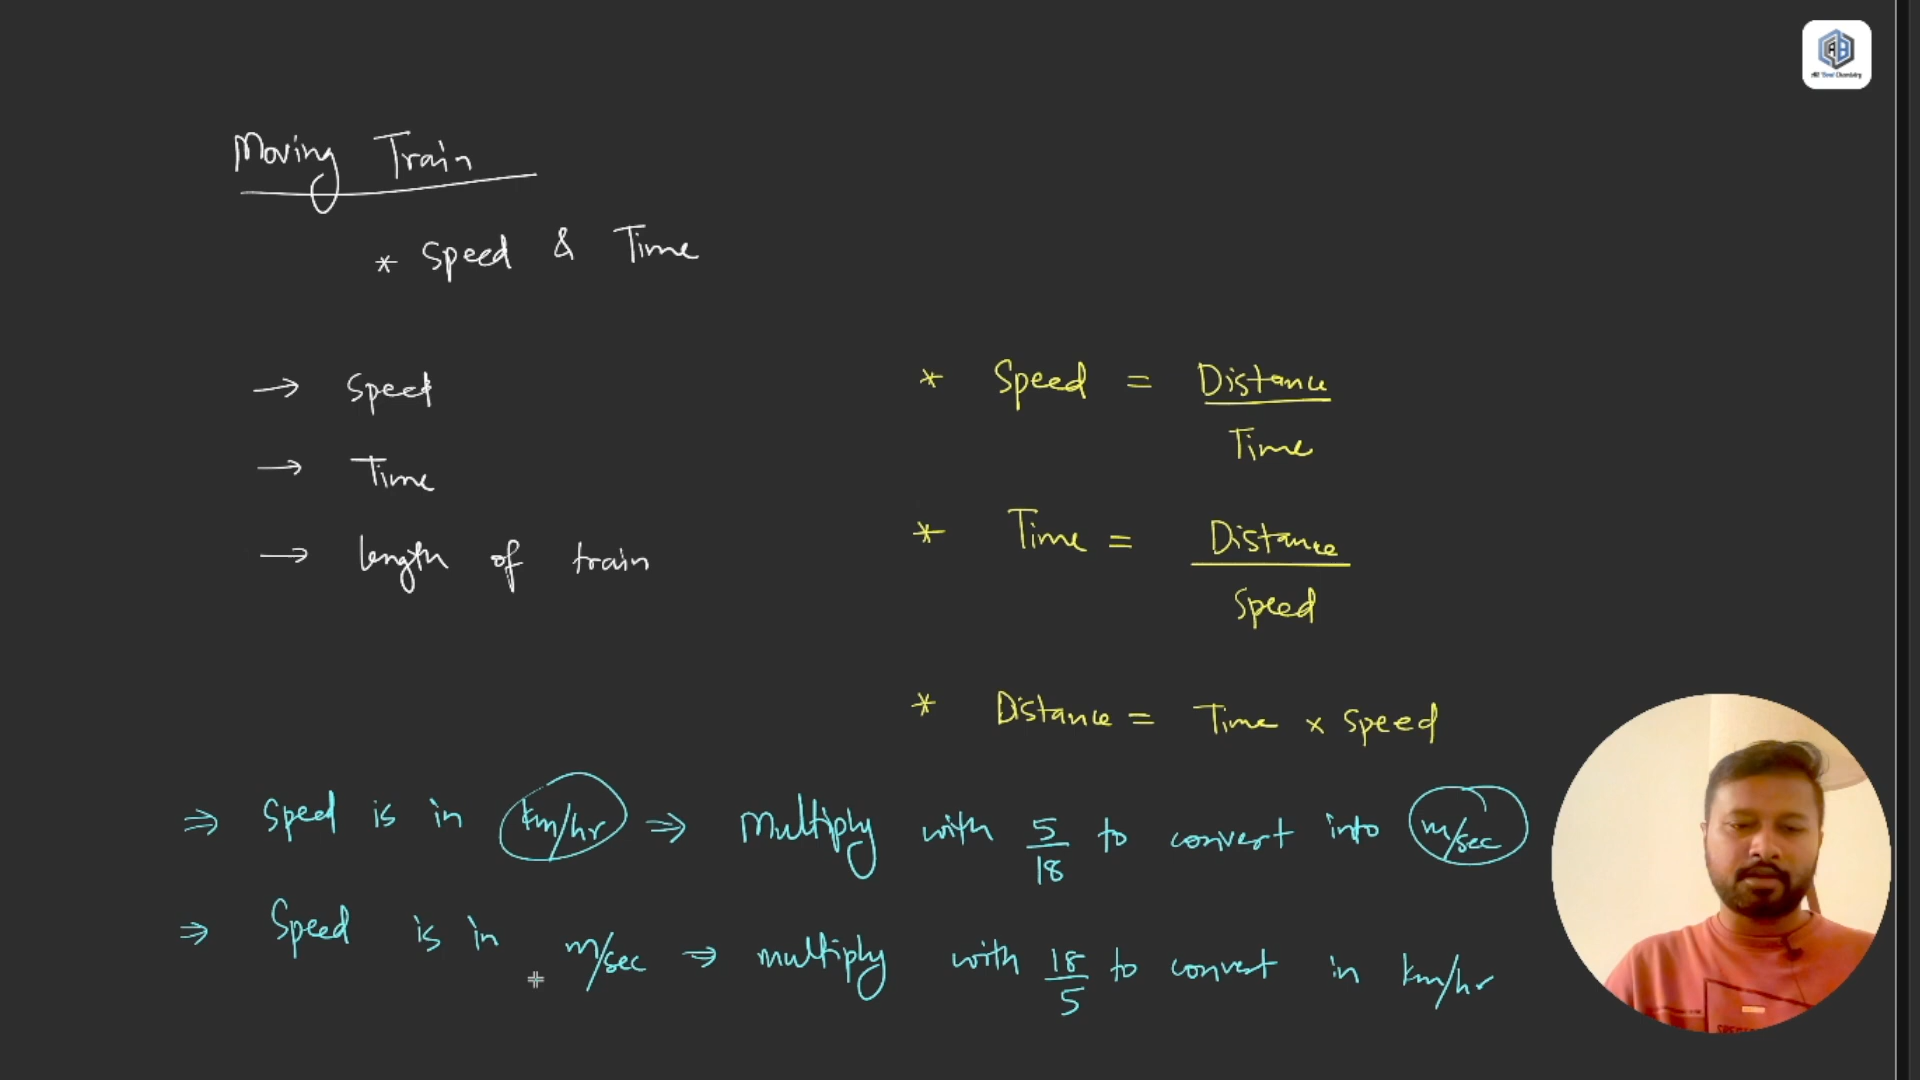 Moving Train
* Speed & Time
→ Speed
→ Time
→ length of train
* Speed = Distance
Time
* Time = Distance
Speed
* Distance = Time × Speed
⇒ Speed is in km/hr ⇒ Multiply with 5/18 to convert into m/sec
⇒ Speed is in m/sec ⇒ multiply with 18/5 to convert in km/hr